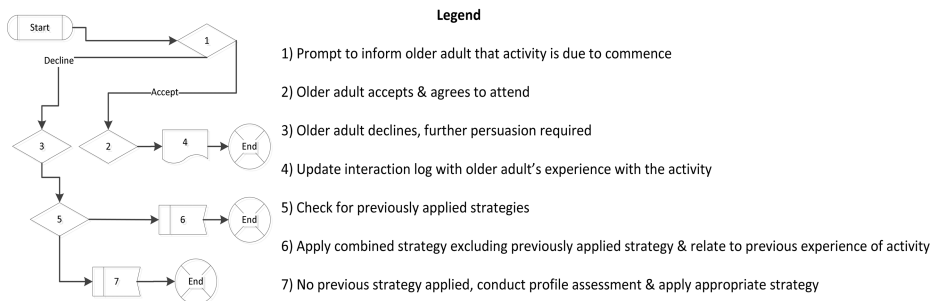 Legend
Start
1
Decline
1) Prompt to inform older adult that activity is due to commence
Accept
2) Older adult accepts & agrees to attend
3
2
4
End
3) Older adult declines, further persuasion required
4) Update interaction log with older adult's experience with the activity
5
6
End
5) Check for previously applied strategies
6) Apply combined strategy excluding previously applied strategy & relate to previous experience of activity
7
End
7) No previous strategy applied, conduct profile assessment & apply appropriate strategy